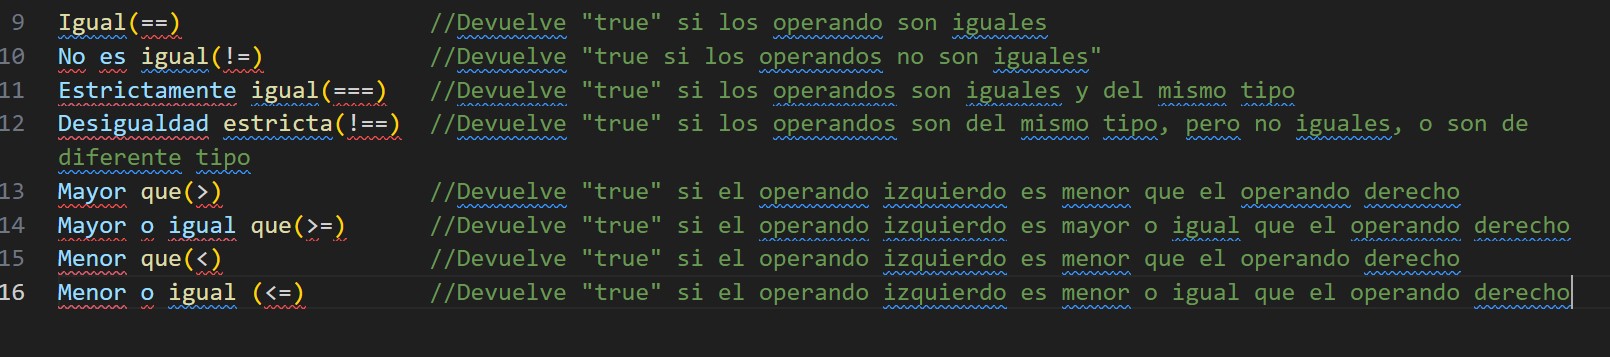 9 Igual(==) //Devuelve "true" si los operando son iguales
10 No es igual(!=) //Devuelve "true si los operandos no son iguales"
11 Estrictamente igual(===) //Devuelve "true" si los operandos son iguales y del mismo tipo
12 Desigualdad estricta(!==) //Devuelve "true" si los operandos son del mismo tipo, pero no iguales, o son de
diferente tipo
13 Mayor que(>) //Devuelve "true" si el operando izquierdo es menor que el operando derecho
14 Mayor o igual que(>=) //Devuelve "true" si el operando izquierdo es mayor o igual que el operando derecho
15 Menor que(<) //Devuelve "true" si el operando izquierdo es menor que el operando derecho
16 Menor o igual (<=) //Devuelve "true" si el operando izquierdo es menor o igual que el operando derecho